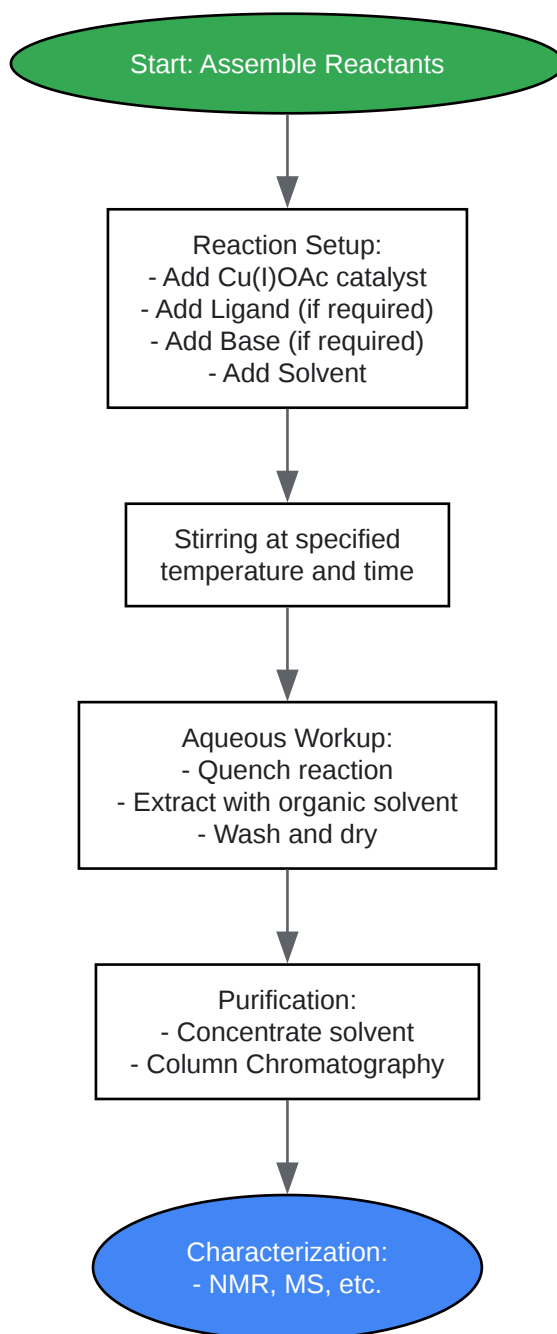 Start: Assemble Reactants
Reaction Setup:
- Add Cu(I)OAc catalyst
- Add Ligand (if required)
- Add Base (if required)
- Add Solvent
Stirring at specified
temperature and time
Aqueous Workup:
- Quench reaction
- Extract with organic solvent
- Wash and dry
Purification:
- Concentrate solvent
- Column Chromatography
Characterization:
- NMR, MS, etc.